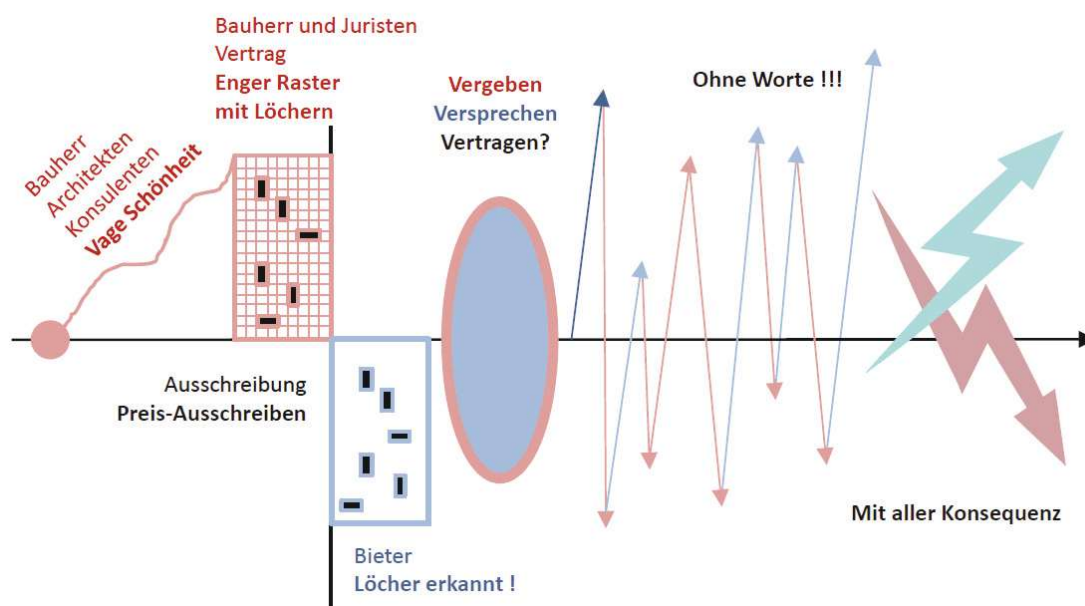 Bauherr und Juristen
Vertrag
Enger Raster
mit Löchern
Bauherr
Architekten
Konsulenten
Vage Schönheit
Vergeben
Versprechen
Vertragen?
Ohne Worte !!!
Ausschreibung
Preis-Ausschreiben
Bieter
Löcher erkannt !
Mit aller Konsequenz